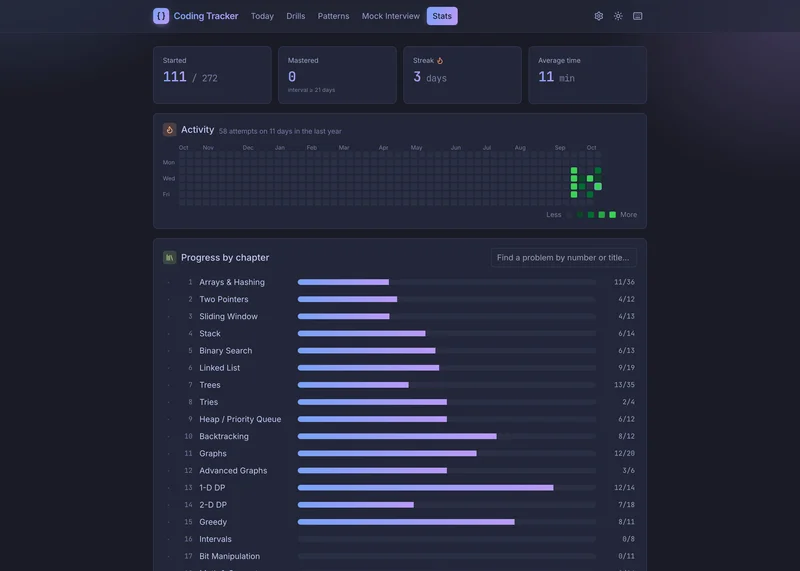 {} Coding Tracker Today Drills Patterns Mock Interview Stats
Started
111 / 272
Mastered
0
interval ≥ 21 days
Streak
3 days
Average time
11 min
Activity 58 attempts on 11 days in the last year
Oct Nov Dec Jan Feb Mar Apr May Jun Jul Aug Sep Oct
Mon
Wed
Fri
Less More
Progress by chapter Find a problem by number or title...
1 Arrays & Hashing 11/36
2 Two Pointers 4/12
3 Sliding Window 4/13
4 Stack 6/14
5 Binary Search 6/13
6 Linked List 9/19
7 Trees 13/35
8 Tries 2/4
9 Heap / Priority Queue 6/12
10 Backtracking 8/12
11 Graphs 12/20
12 Advanced Graphs 3/6
13 1-D DP 12/14
14 2-D DP 7/18
15 Greedy 8/11
16 Intervals 0/8
17 Bit Manipulation 0/11